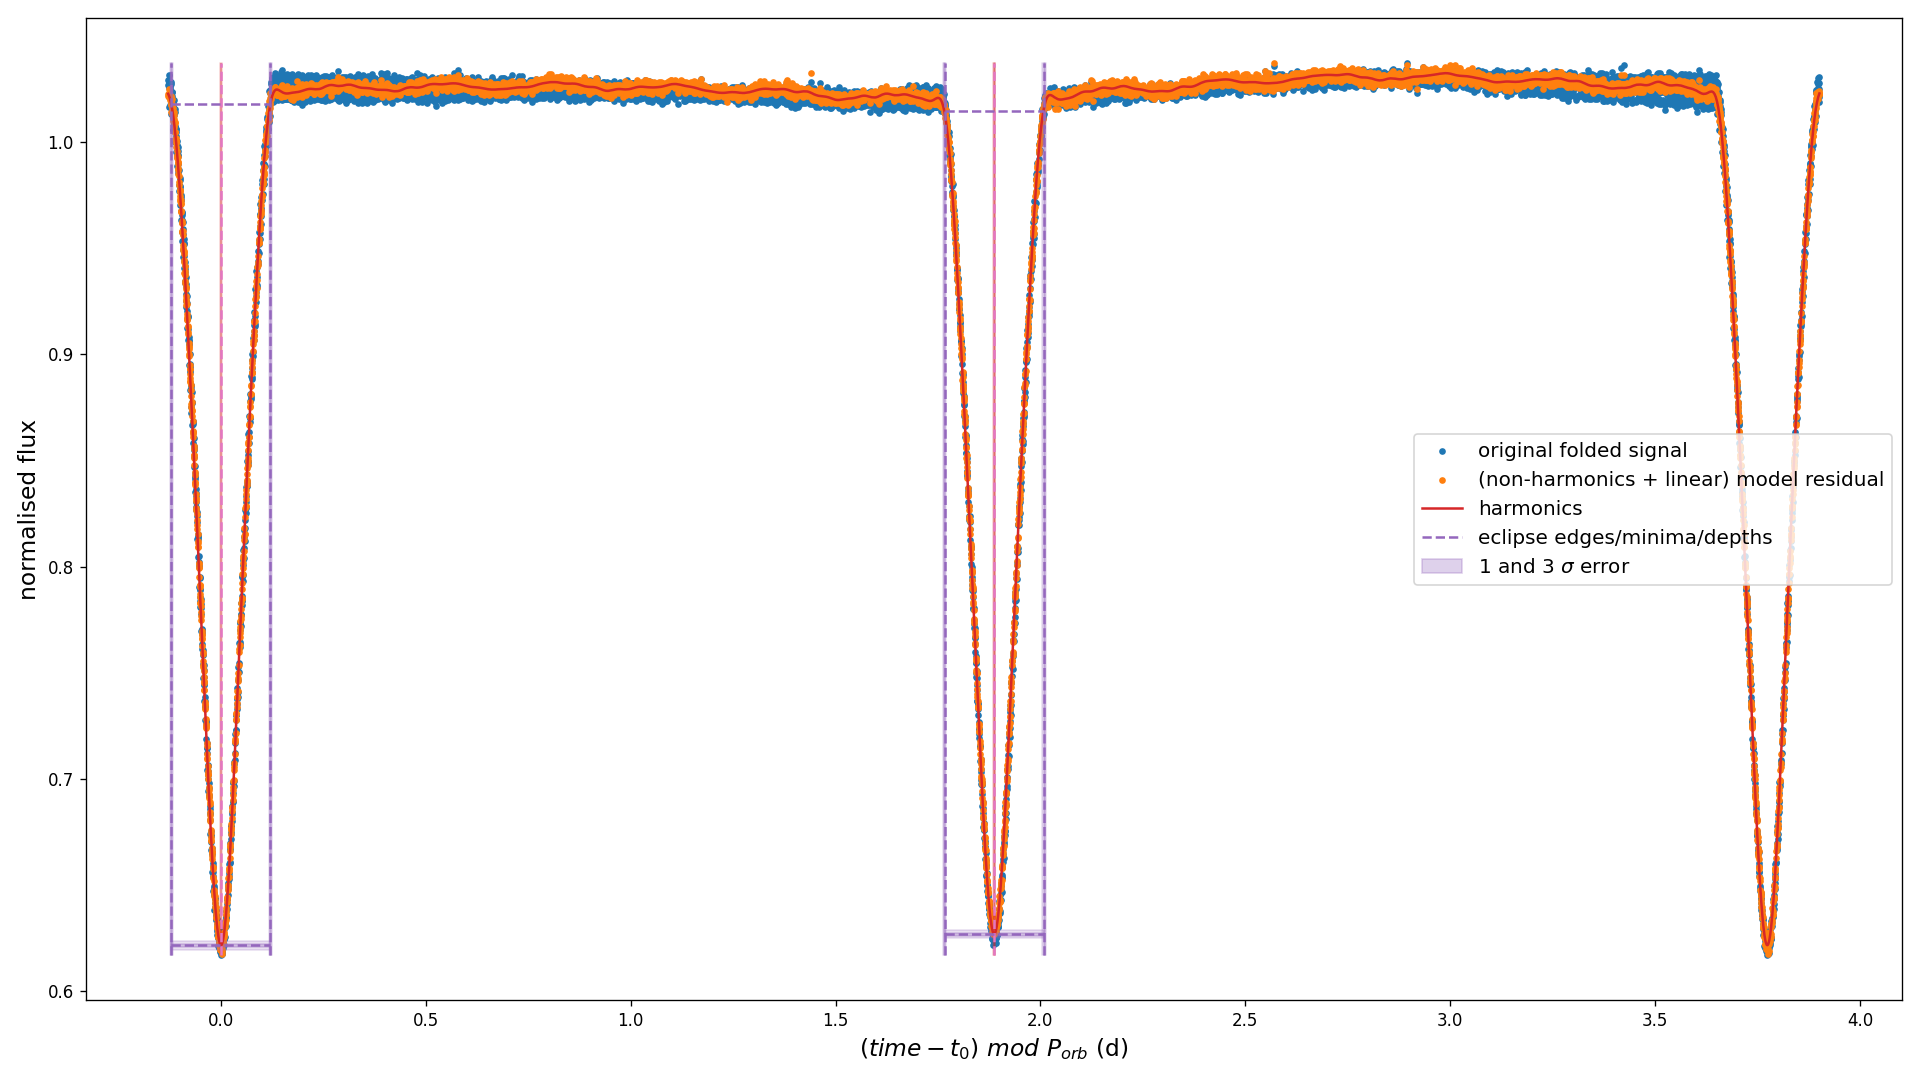 normalised flux
1.0
0.9
0.8
0.7
0.6
original folded signal
(non-harmonics + linear) model residual
harmonics
eclipse edges/minima/depths
1 and 3 σ error
0.0 0.5 1.0 1.5 2.0 2.5 3.0 3.5 4.0
(time − t₀) mod Pₒᵣb (d)